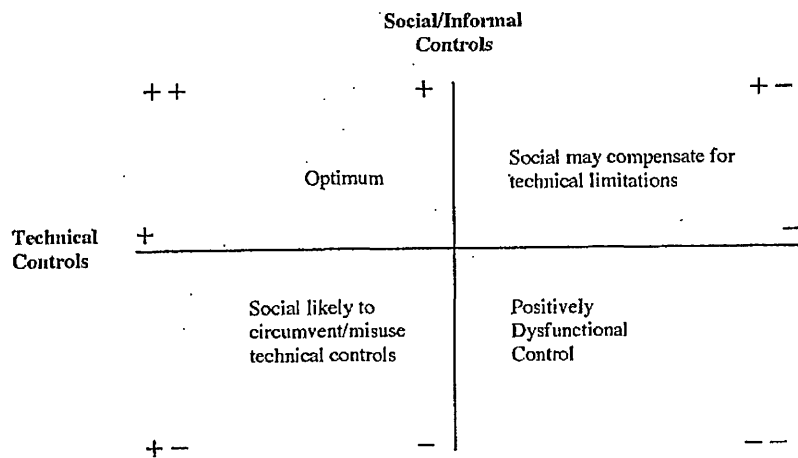 Social/Informal
Controls
++ + +−
Optimum
Social may compensate for
technical limitations
Technical
Controls
+ −
Social likely to
circumvent/misuse
technical controls
Positively
Dysfunctional
Control
+− − −−